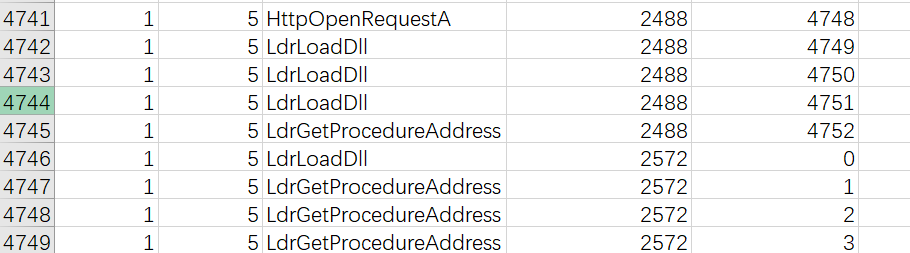 4741 1 5 HttpOpenRequestA 2488 4748
4742 1 5 LdrLoadDll 2488 4749
4743 1 5 LdrLoadDll 2488 4750
4744 1 5 LdrLoadDll 2488 4751
4745 1 5 LdrGetProcedureAddress 2488 4752
4746 1 5 LdrLoadDll 2572 0
4747 1 5 LdrGetProcedureAddress 2572 1
4748 1 5 LdrGetProcedureAddress 2572 2
4749 1 5 LdrGetProcedureAddress 2572 3